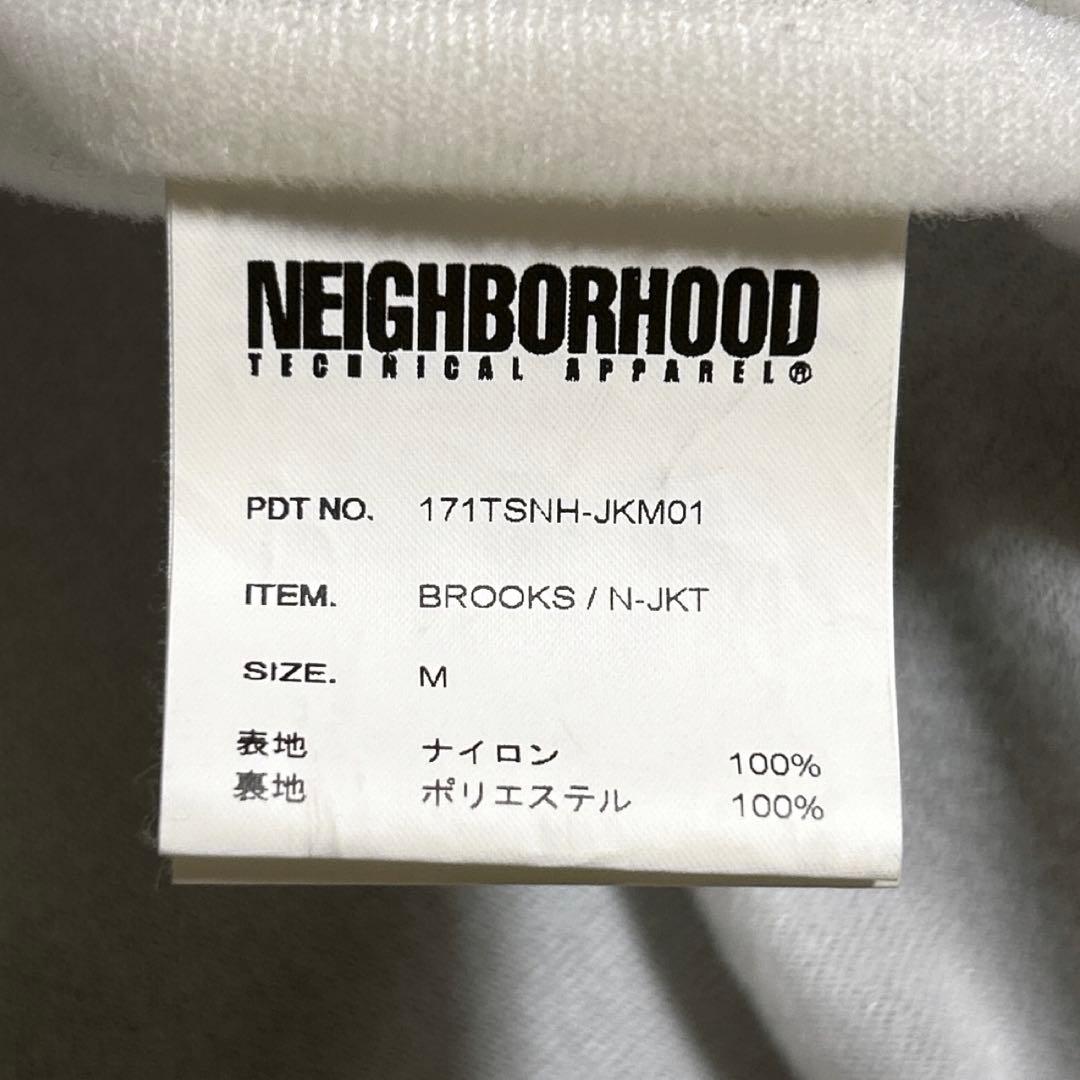 NEIGHBORHOOD
TECHNICAL APPAREL®
PDT NO. 171TSNH-JKM01
ITEM. BROOKS / N-JKT
SIZE. M
表地 ナイロン 100%
裏地 ポリエステル 100%